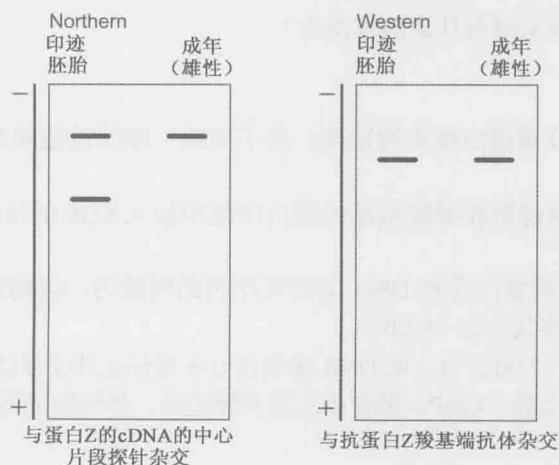 Northern
印迹
胚胎
成年
（雄性）
−
+
与蛋白Z的cDNA的中心
片段探针杂交
Western
印迹
胚胎
成年
（雄性）
−
+
与抗蛋白Z羧基端抗体杂交